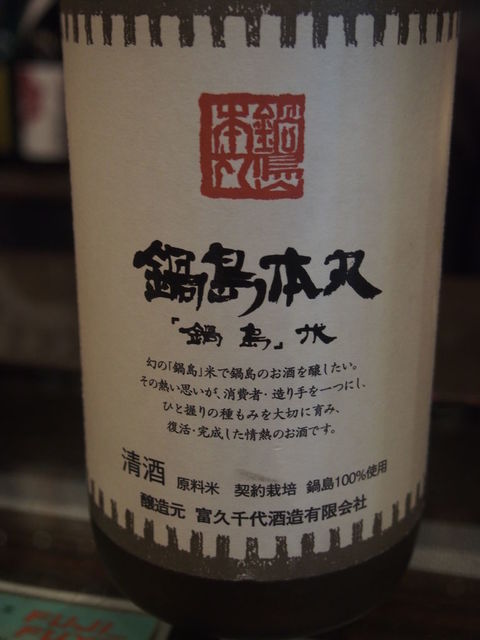 鍋島本丸
鍋島本丸
「鍋島」米
幻の「鍋島」米で鍋島のお酒を醸したい。
その熱い思いが、消費者・造り手を一つにし、
ひと握りの種もみを大切に育み、
復活・完成した情熱のお酒です。
清酒 原料米 契約栽培 鍋島100%使用
醸造元 富久千代酒造有限会社
FUJI